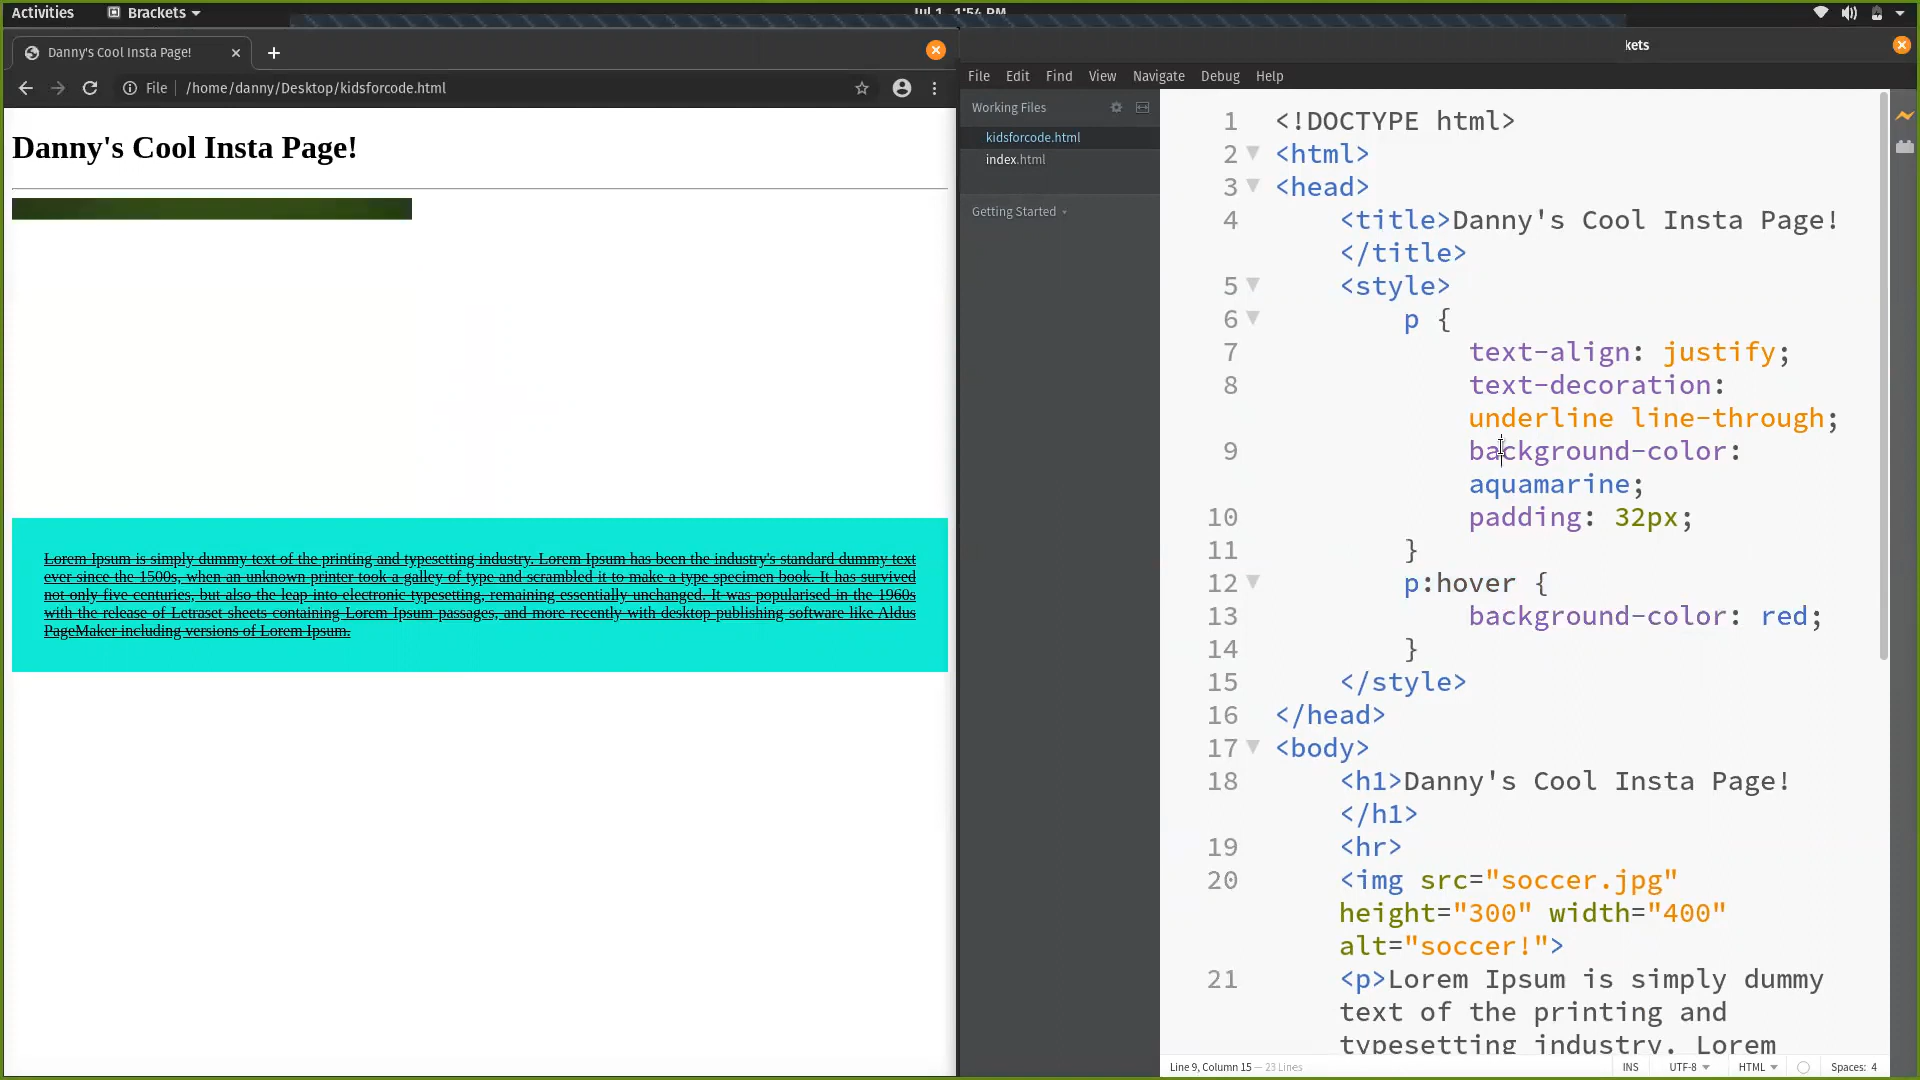 Activities
Brackets
Jul 1 1:54 PM
Danny's Cool Insta Page!
File
/home/danny/Desktop/kidsforcode.html
Danny's Cool Insta Page!
Lorem Ipsum is simply dummy text of the printing and typesetting industry. Lorem Ipsum has been the industry's standard dummy text
ever since the 1500s, when an unknown printer took a galley of type and scrambled it to make a type specimen book. It has survived
not only five centuries, but also the leap into electronic typesetting, remaining essentially unchanged. It was popularised in the 1960s
with the release of Letraset sheets containing Lorem Ipsum passages, and more recently with desktop publishing software like Aldus
PageMaker including versions of Lorem Ipsum.
kets
File Edit Find View Navigate Debug Help
Working Files
kidsforcode.html
index.html
Getting Started
1 <!DOCTYPE html>
2 <html>
3 <head>
4 <title>Danny's Cool Insta Page!
</title>
5 <style>
6 p {
7 text-align: justify;
8 text-decoration:
underline line-through;
9 background-color:
aquamarine;
10 padding: 32px;
11 }
12 p:hover {
13 background-color: red;
14 }
15 </style>
16 </head>
17 <body>
18 <h1>Danny's Cool Insta Page!
</h1>
19 <hr>
20 <img src="soccer.jpg"
height="300" width="400"
alt="soccer!">
21 <p>Lorem Ipsum is simply dummy
text of the printing and
typesetting industry. Lorem
Line 9, Column 15 — 23 Lines
INS UTF-8 HTML Spaces: 4